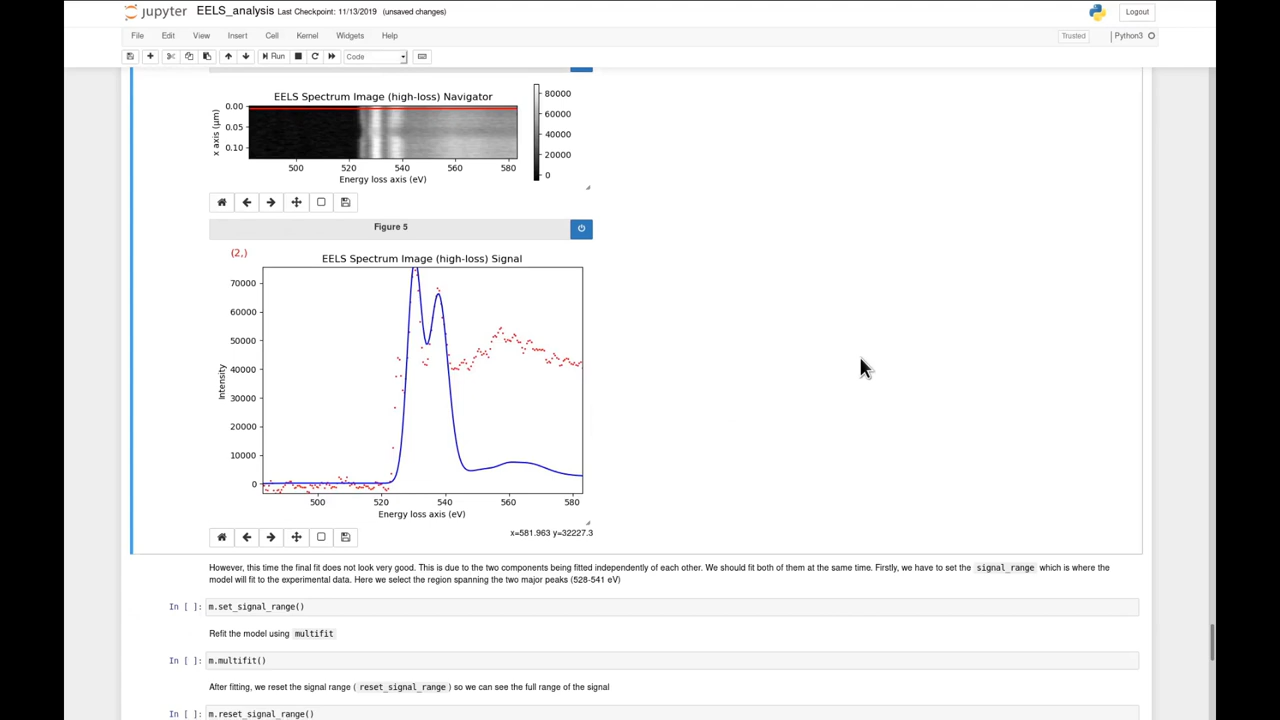 jupyter EELS_analysis Last Checkpoint: 11/13/2019 (unsaved changes) Logout
File Edit View Insert Cell Kernel Widgets Help Trusted Python3
Run Code
EELS Spectrum Image (high-loss) Navigator
0.00
0.05
0.10
x axis (µm)
500 520 540 560 580
Energy loss axis (eV)
80000
60000
40000
20000
0
Figure 5
(2,)
EELS Spectrum Image (high-loss) Signal
70000
60000
50000
40000
30000
20000
10000
0
Intensity
500 520 540 560 580
Energy loss axis (eV)
x=581.963 y=32227.3
However, this time the final fit does not look very good. This is due to the two components being fitted independently of each other. We should fit both of them at the same time. Firstly, we have to set the signal_range which is where the
model will fit to the experimental data. Here we select the region spanning the two major peaks (528-541 eV)
In [ ]: m.set_signal_range()
Refit the model using multifit
In [ ]: m.multifit()
After fitting, we reset the signal range ( reset_signal_range ) so we can see the full range of the signal
In [ ]: m.reset_signal_range()